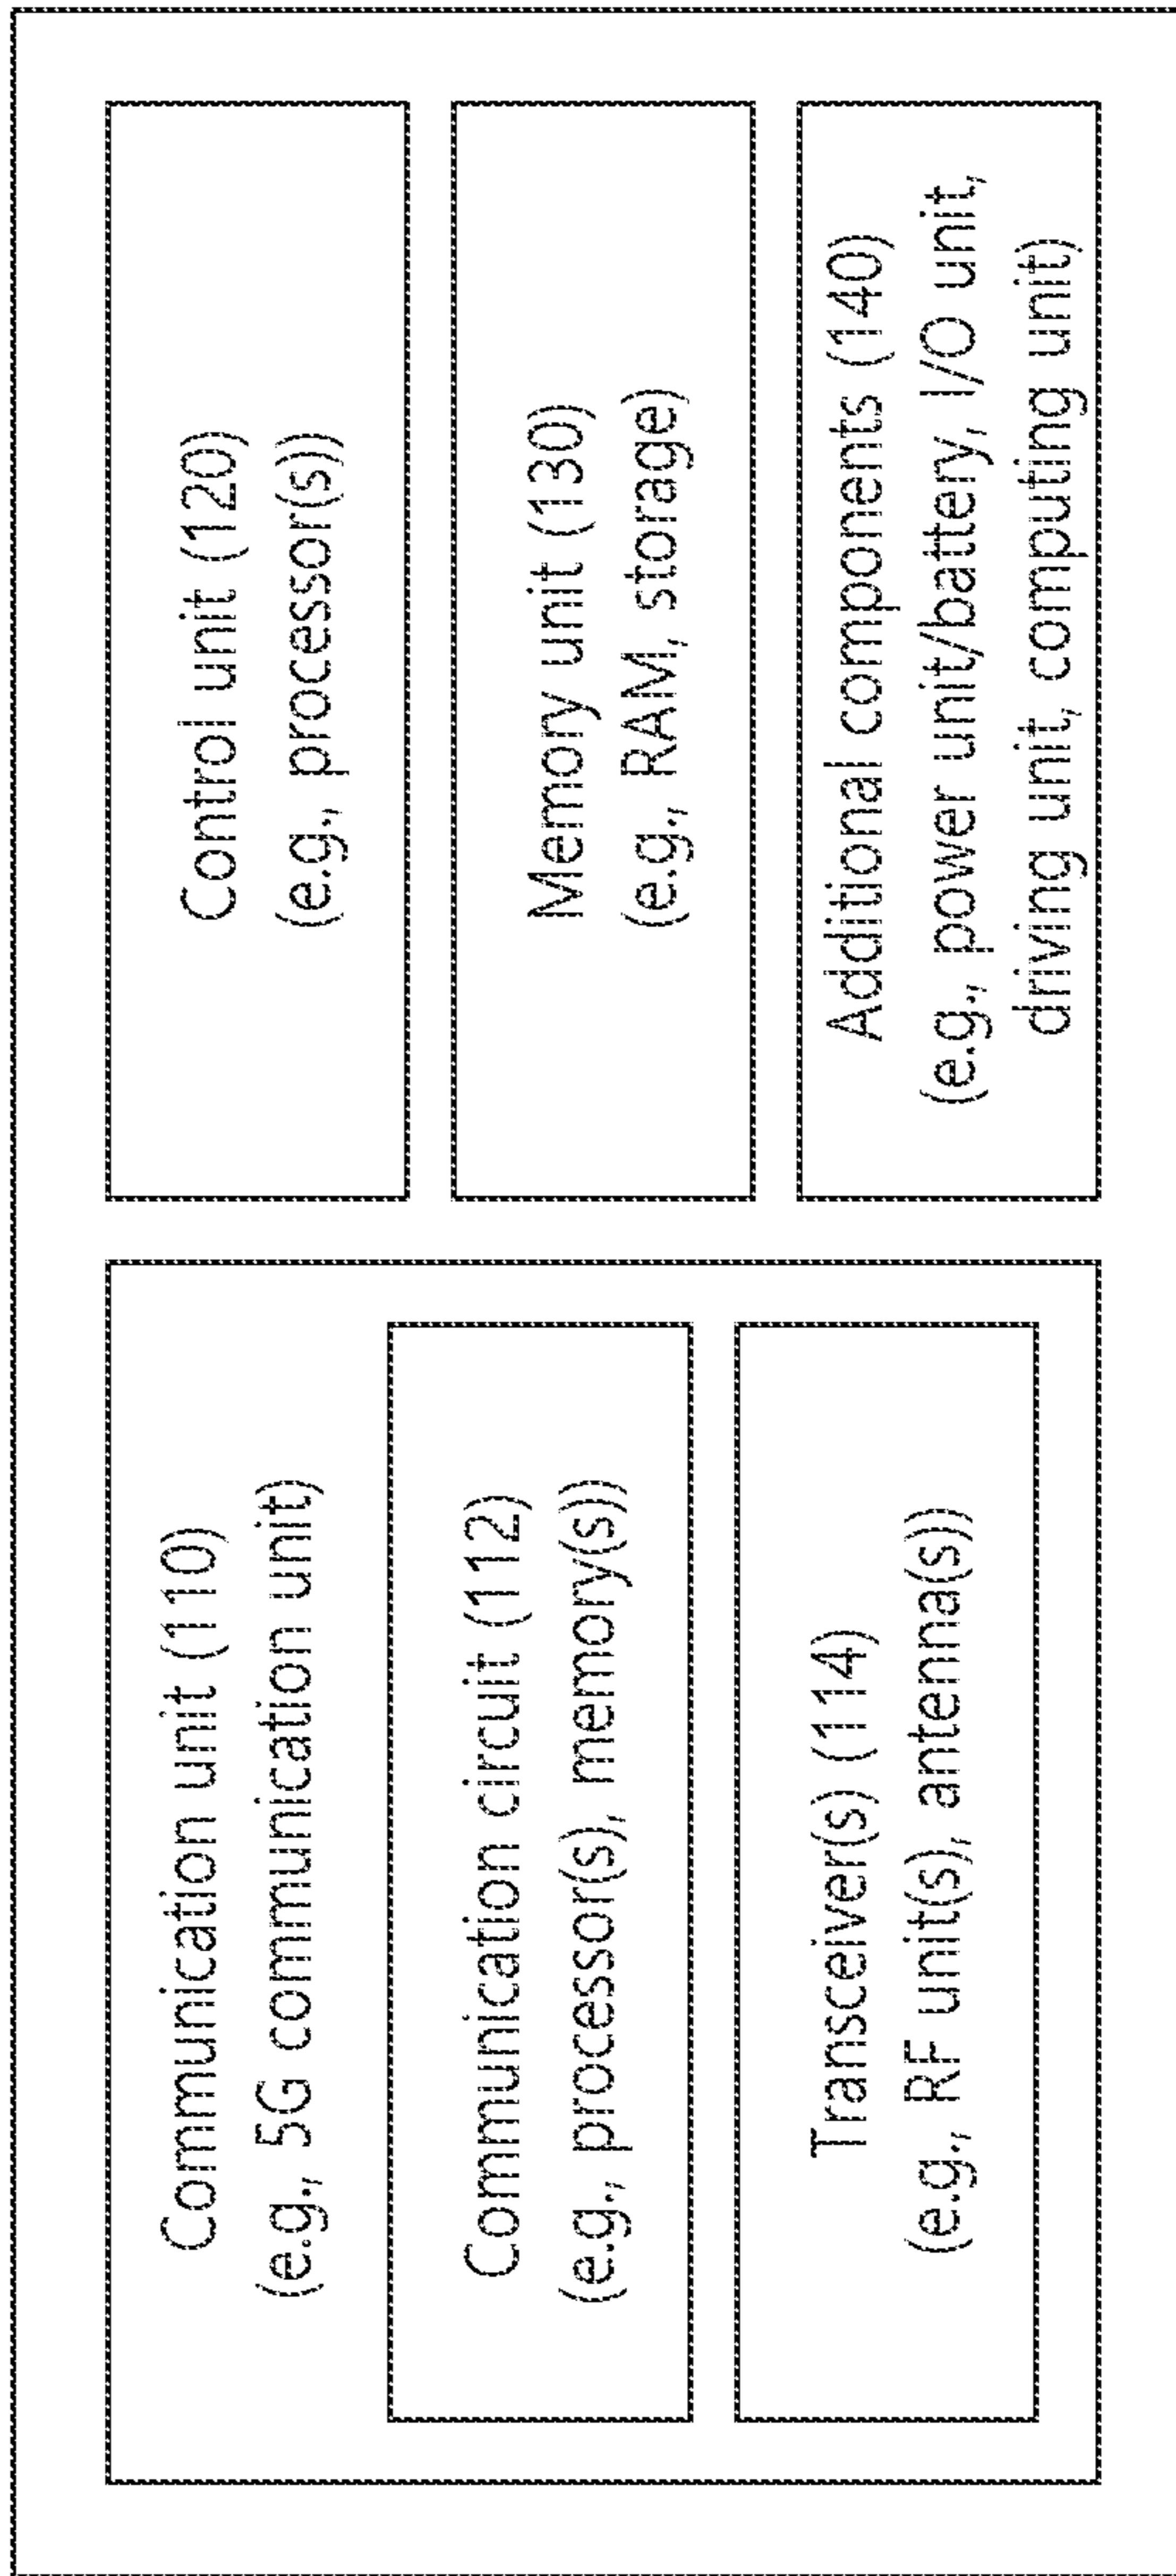 Communication unit (110)
(e.g., 5G communication unit)
Communication circuit (112)
(e.g., processor(s), memory(s))
Transceiver(s) (114)
(e.g., RF unit(s), antenna(s))
Control unit (120)
(e.g., processor(s))
Memory unit (130)
(e.g., RAM, storage)
Additional components (140)
(e.g., power unit/battery, I/O unit,
driving unit, computing unit)